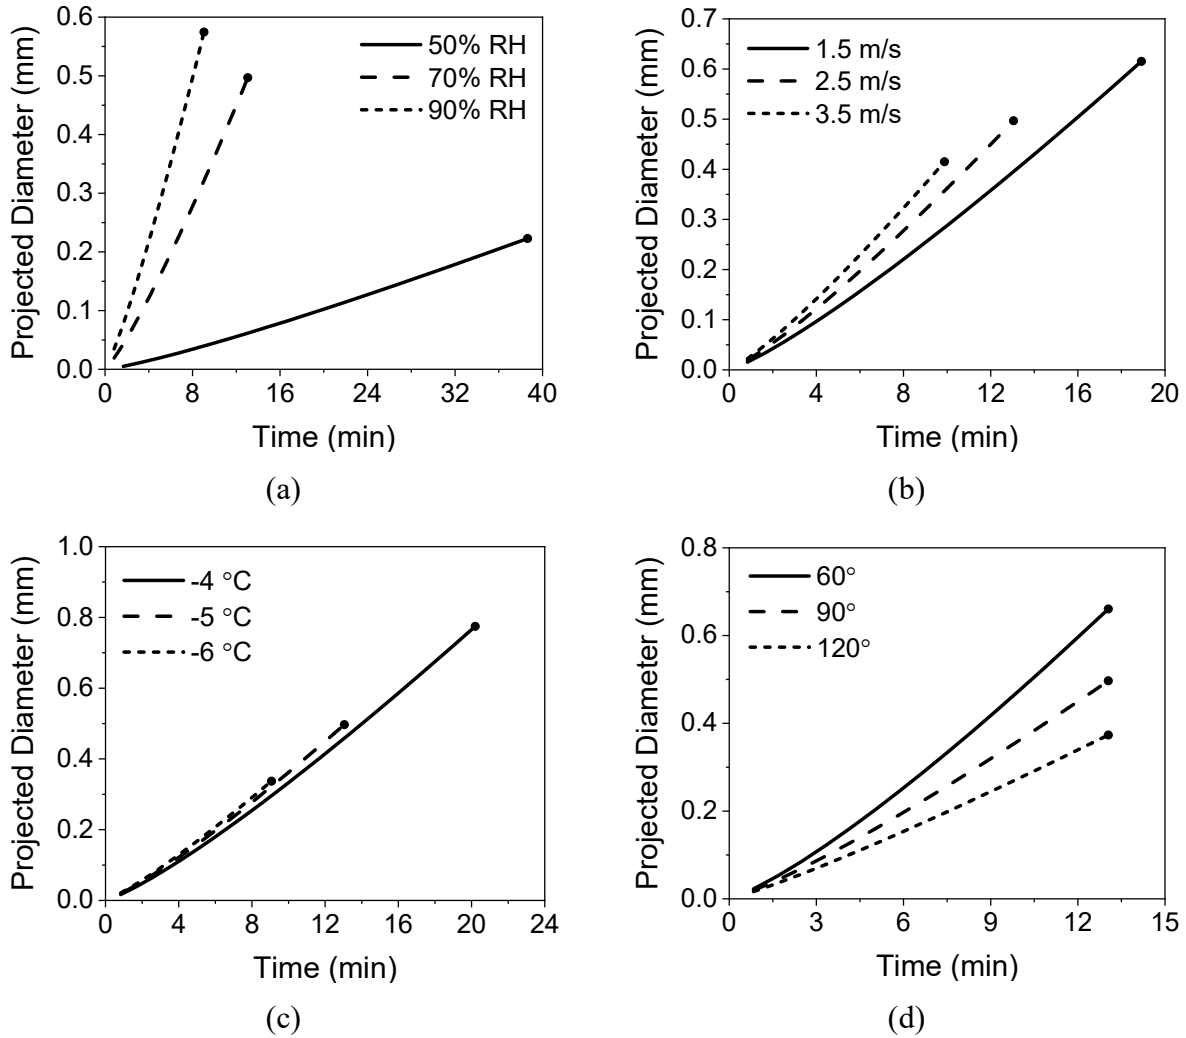 0.6
0.5
0.4
0.3
0.2
0.1
0.0
Projected Diameter (mm)
50% RH
70% RH
90% RH
0 8 16 24 32 40
Time (min)
(a)
0.7
0.6
0.5
0.4
0.3
0.2
0.1
0.0
Projected Diameter (mm)
1.5 m/s
2.5 m/s
3.5 m/s
0 4 8 12 16 20
Time (min)
(b)
1.0
0.8
0.6
0.4
0.2
0.0
Projected Diameter (mm)
-4 °C
-5 °C
-6 °C
0 4 8 12 16 20 24
Time (min)
(c)
0.8
0.6
0.4
0.2
0.0
Projected Diameter (mm)
60°
90°
120°
0 3 6 9 12 15
Time (min)
(d)